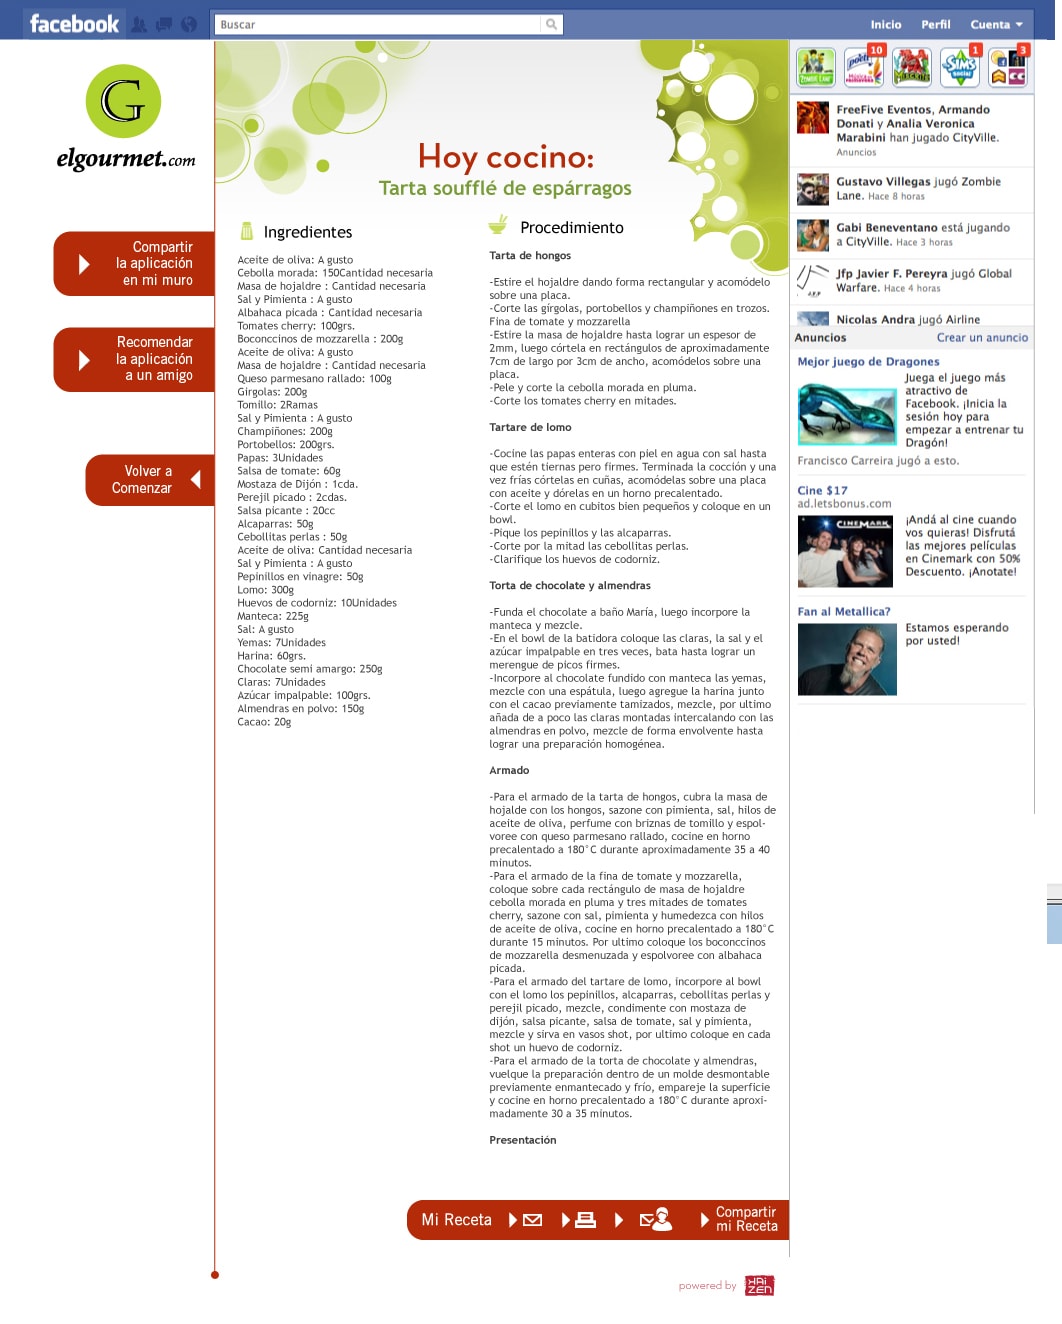 facebook
Buscar
Inicio Perfil Cuenta
G
elgourmet.com
Compartir
la aplicación
en mi muro
Recomendar
la aplicación
a un amigo
Volver a
Comenzar
Hoy cocino:
Tarta soufflé de espárragos
Ingredientes
Aceite de oliva: A gusto
Cebolla morada: 150Cantidad necesaria
Masa de hojaldre : Cantidad necesaria
Sal y Pimienta : A gusto
Albahaca picada : Cantidad necesaria
Tomates cherry: 100grs.
Boconccinos de mozzarella : 200g
Aceite de oliva: A gusto
Masa de hojaldre : Cantidad necesaria
Queso parmesano rallado: 100g
Girgolas: 200g
Tomillo: 2Ramas
Sal y Pimienta : A gusto
Champiñones: 200g
Portobellos: 200grs.
Papas: 3Unidades
Salsa de tomate: 60g
Mostaza de Dijón : 1cda.
Perejil picado : 2cdas.
Salsa picante : 20cc
Alcaparras: 50g
Cebollitas perlas : 50g
Aceite de oliva: Cantidad necesaria
Sal y Pimienta : A gusto
Pepinillos en vinagre: 50g
Lomo: 300g
Huevos de codorniz: 10Unidades
Manteca: 225g
Sal: A gusto
Yemas: 7Unidades
Harina: 60grs.
Chocolate semi amargo: 250g
Claras: 7Unidades
Azúcar impalpable: 100grs.
Almendras en polvo: 150g
Cacao: 20g
Procedimiento
Tarta de hongos
-Estire el hojaldre dando forma rectangular y acomódelo
sobre una placa.
-Corte las gírgolas, portobellos y champiñones en trozos.
Fina de tomate y mozzarella
-Estire la masa de hojaldre hasta lograr un espesor de
2mm, luego córtela en rectángulos de aproximadamente
7cm de largo por 3cm de ancho, acomódelos sobre una
placa.
-Pele y corte la cebolla morada en pluma.
-Corte los tomates cherry en mitades.
Tartare de lomo
-Cocine las papas enteras con piel en agua con sal hasta
que estén tiernas pero firmes. Terminada la cocción y una
vez frías córtelas en cuñas, acomódelas sobre una placa
con aceite y dórelas en un horno precalentado.
-Corte el lomo en cubitos bien pequeños y coloque en un
bowl.
-Pique los pepinillos y las alcaparras.
-Corte por la mitad las cebollitas perlas.
-Clarifique los huevos de codorniz.
Torta de chocolate y almendras
-Funda el chocolate a baño María, luego incorpore la
manteca y mezcle.
-En el bowl de la batidora coloque las claras, la sal y el
azúcar impalpable en tres veces, bata hasta lograr un
merengue de picos firmes.
-Incorpore al chocolate fundido con manteca las yemas,
mezcle con una espátula, luego agregue la harina junto
con el cacao previamente tamizados, mezcle, por ultimo
añada de a poco las claras montadas intercalando con las
almendras en polvo, mezcle de forma envolvente hasta
lograr una preparación homogénea.
Armado
-Para el armado de la tarta de hongos, cubra la masa de
hojalde con los hongos, sazone con pimienta, sal, hilos de
aceite de oliva, perfume con briznas de tomillo y espol-
voree con queso parmesano rallado, cocine en horno
precalentado a 180°C durante aproximadamente 35 a 40
minutos.
-Para el armado de la fina de tomate y mozzarella,
coloque sobre cada rectángulo de masa de hojaldre
cebolla morada en pluma y tres mitades de tomates
cherry, sazone con sal, pimienta y humedezca con hilos
de aceite de oliva, cocine en horno precalentado a 180°C
durante 15 minutos. Por ultimo coloque los boconccinos
de mozzarella desmenuzada y espolvoree con albahaca
picada.
-Para el armado del tartare de lomo, incorpore al bowl
con el lomo los pepinillos, alcaparras, cebollitas perlas y
perejil picado, mezcle, condimente con mostaza de
dijón, salsa picante, salsa de tomate, sal y pimienta,
mezcle y sirva en vasos shot, por ultimo coloque en cada
shot un huevo de codorniz.
-Para el armado de la torta de chocolate y almendras,
vuelque la preparación dentro de un molde desmontable
previamente enmantecado y frío, empareje la superficie
y cocine en horno precalentado a 180°C durante aproxi-
madamente 30 a 35 minutos.
Presentación
Mi Receta
Compartir
mi Receta
powered by HAIZEN
10 1 3
ZOMBIE LANE
SIMS
social
FreeFive Eventos, Armando
Donati y Analia Veronica
Marabini han jugado CityVille.
Anuncios
Gustavo Villegas jugó Zombie
Lane. Hace 8 horas
Gabi Beneventano está jugando
a CityVille. Hace 3 horas
Jfp Javier F. Pereyra jugó Global
Warfare. Hace 4 horas
Nicolas Andra jugó Airline
Anuncios Crear un anuncio
Mejor juego de Dragones
Juega el juego más
atractivo de
Facebook. ¡Inicia la
sesión hoy para
empezar a entrenar tu
Dragón!
Francisco Carreira jugó a esto.
Cine $17
ad.letsbonus.com
CINEMARK
¡Andá al cine cuando
vos quieras! Disfrutá
las mejores películas
en Cinemark con 50%
Descuento. ¡Anotate!
Fan al Metallica?
Estamos esperando
por usted!